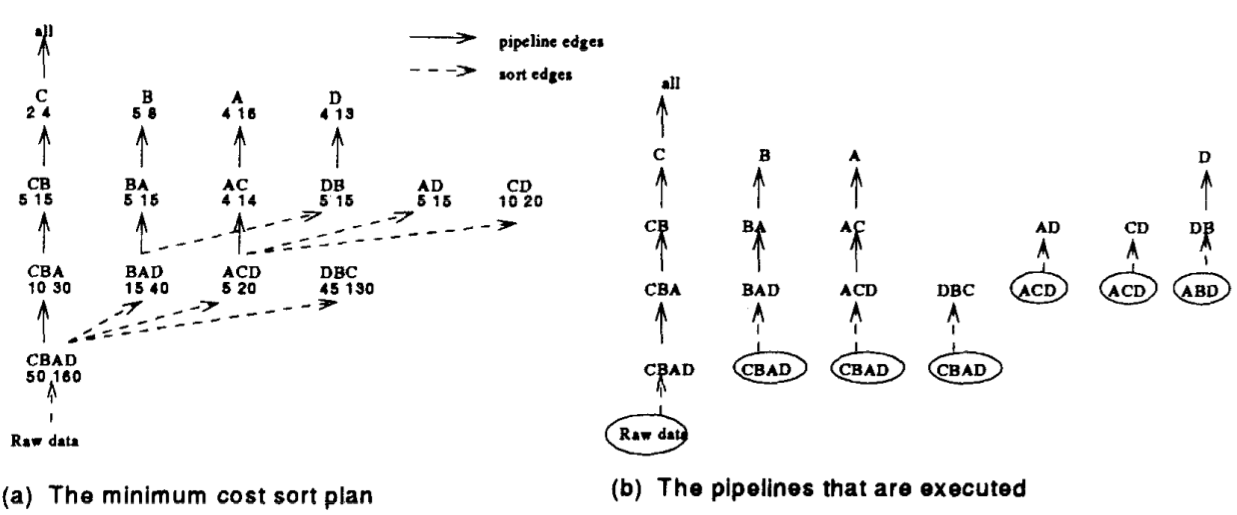 all
pipeline edges
sort edges
C B A D
2 4 5 8 4 16 4 13
CB BA AC DB AD CD
5 15 5 15 4 14 5 15 5 15 10 20
CBA BAD ACD DBC
10 30 15 40 5 20 45 130
CBAD
50 160
Raw data
(a) The minimum cost sort plan
all
C B A D
CB BA AC AD CD DB
CBA BAD ACD DBC ACD ACD ABD
CBAD CBAD CBAD CBAD
Raw data
(b) The pipelines that are executed